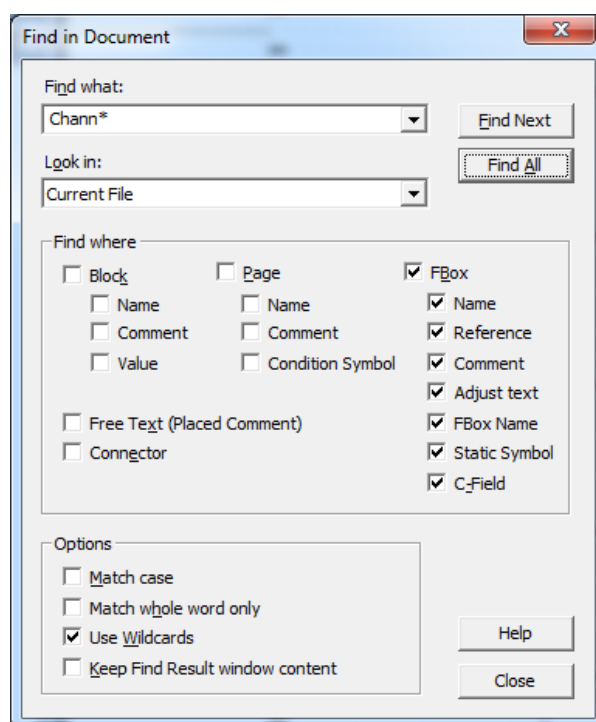 Find in Document
Find what:
Chann*
Find Next
Look in:
Find All
Current File
Find where
Block
Page
FBox
Name
Name
Name
Comment
Comment
Reference
Value
Condition Symbol
Comment
Adjust text
Free Text (Placed Comment)
FBox Name
Connector
Static Symbol
C-Field
Options
Match case
Match whole word only
Use Wildcards
Help
Keep Find Result window content
Close